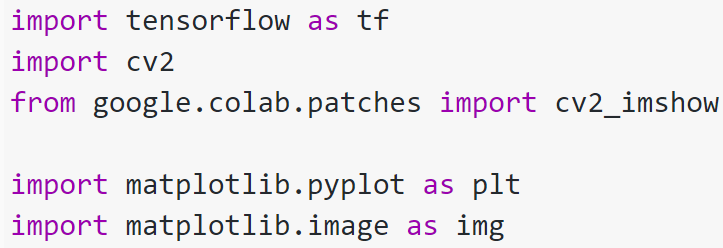 import tensorflow as tf
import cv2
from google.colab.patches import cv2_imshow
import matplotlib.pyplot as plt
import matplotlib.image as img